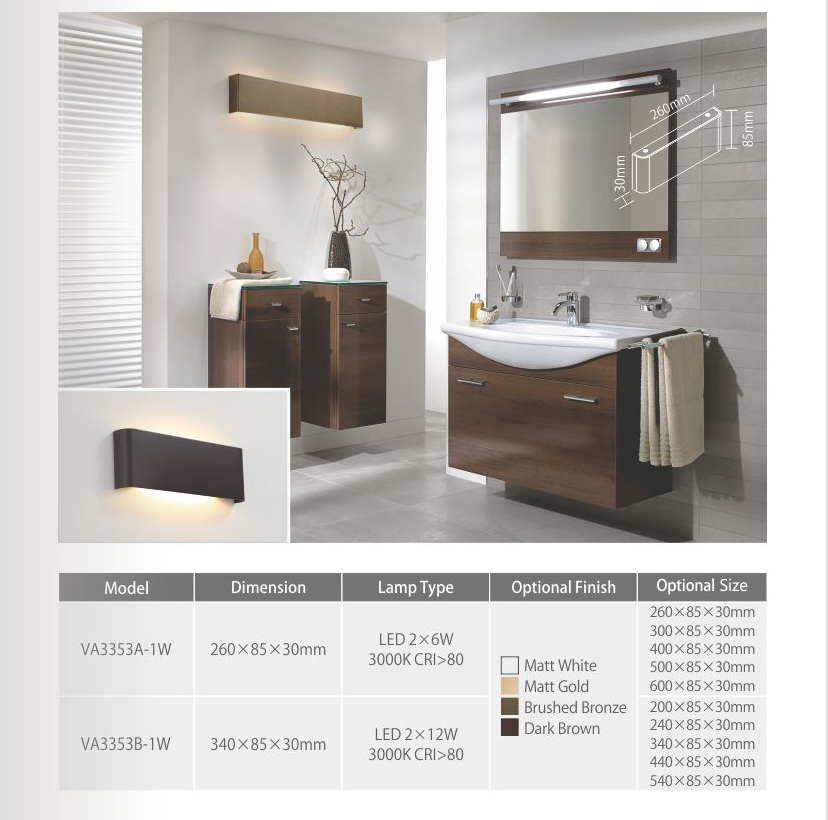 260mm
85mm
30mm
Model Dimension Lamp Type Optional Finish Optional Size
VA3353A-1W 260×85×30mm LED 2×6W
3000K CRI>80
260×85×30mm
300×85×30mm
400×85×30mm
500×85×30mm
600×85×30mm
Matt White
Matt Gold
Brushed Bronze
Dark Brown
VA3353B-1W 340×85×30mm LED 2×12W
3000K CRI>80
200×85×30mm
240×85×30mm
340×85×30mm
440×85×30mm
540×85×30mm